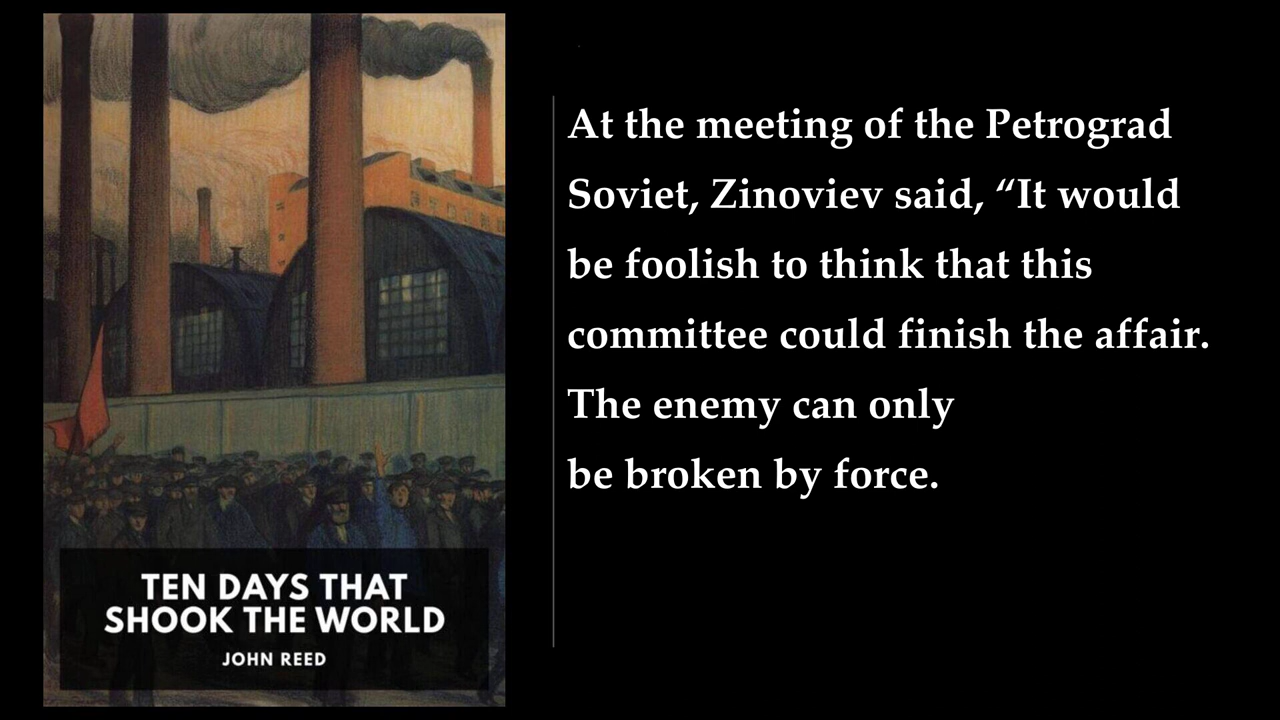 TEN DAYS THAT
SHOOK THE WORLD
JOHN REED
At the meeting of the Petrograd
Soviet, Zinoviev said, “It would
be foolish to think that this
committee could finish the affair.
The enemy can only
be broken by force.